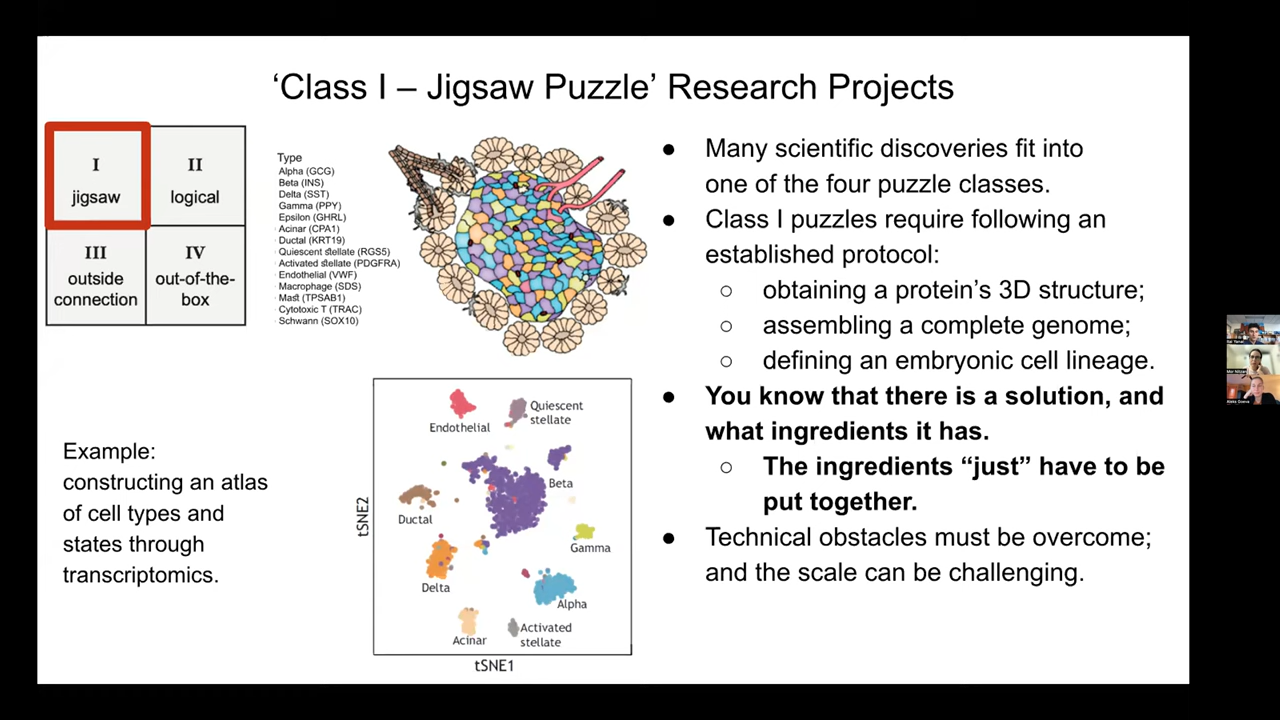 ‘Class I – Jigsaw Puzzle’ Research Projects
I
jigsaw
II
logical
III
outside
connection
IV
out-of-the-
box
Type
Alpha (GCG)
Beta (INS)
Delta (SST)
Gamma (PPY)
Epsilon (GHRL)
Acinar (CPA1)
Ductal (KRT19)
Quiescent stellate (RGS5)
Activated stellate (PDGFRA)
Endothelial (VWF)
Macrophage (SDS)
Mast (TPSAB1)
Cytotoxic T (TRAC)
Schwann (SOX10)
Example:
constructing an atlas
of cell types and
states through
transcriptomics.
Endothelial
Quiescent
stellate
Beta
Ductal
Gamma
Delta
Alpha
Acinar
Activated
stellate
tSNE2
tSNE1
● Many scientific discoveries fit into
one of the four puzzle classes.
● Class I puzzles require following an
established protocol:
○ obtaining a protein’s 3D structure;
○ assembling a complete genome;
○ defining an embryonic cell lineage.
● You know that there is a solution, and
what ingredients it has.
○ The ingredients “just” have to be
put together.
● Technical obstacles must be overcome;
and the scale can be challenging.